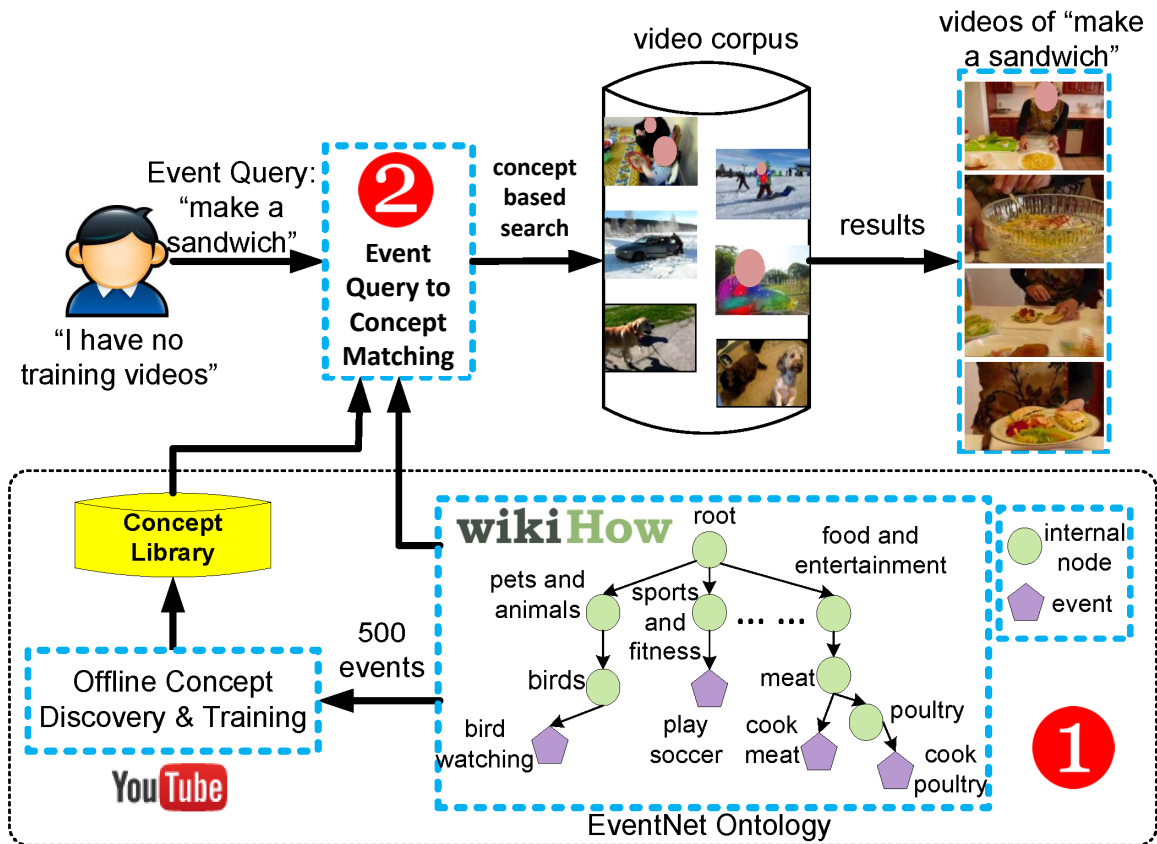 video corpus
videos of “make
a sandwich”
Event Query:
“make a
sandwich”
“I have no
training videos”
2
Event
Query to
Concept
Matching
concept
based
search
results
Concept
Library
Offline Concept
Discovery & Training
YouTube
500
events
wikiHow
root
food and
entertainment
pets and
animals
sports
and
fitness
... ...
birds
meat
poultry
bird
watching
play
soccer
cook
meat
cook
poultry
EventNet Ontology
internal
node
event
1